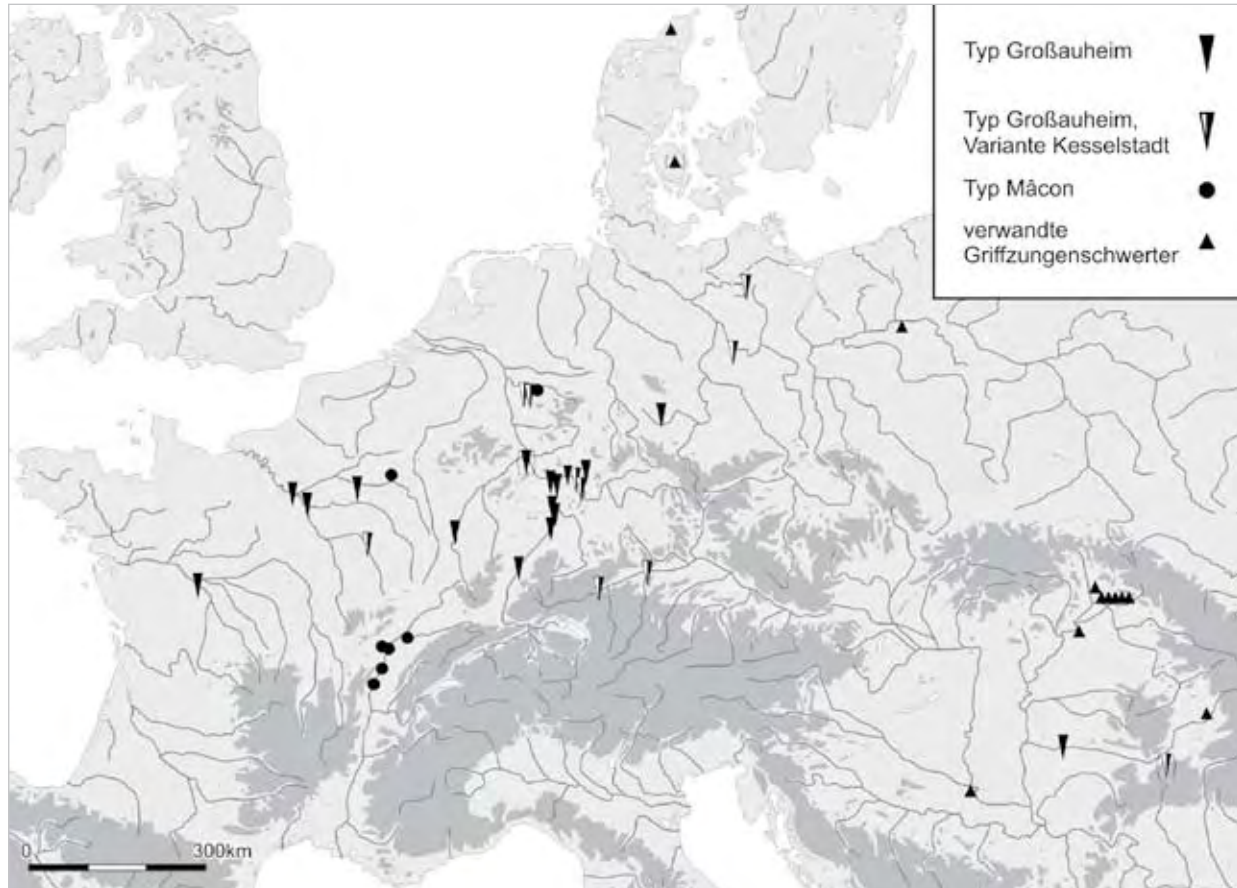 Typ Großauheim
Typ Großauheim,
Variante Kesselstadt
Typ Mâcon
verwandte
Griffzungenschwerter
0
300km